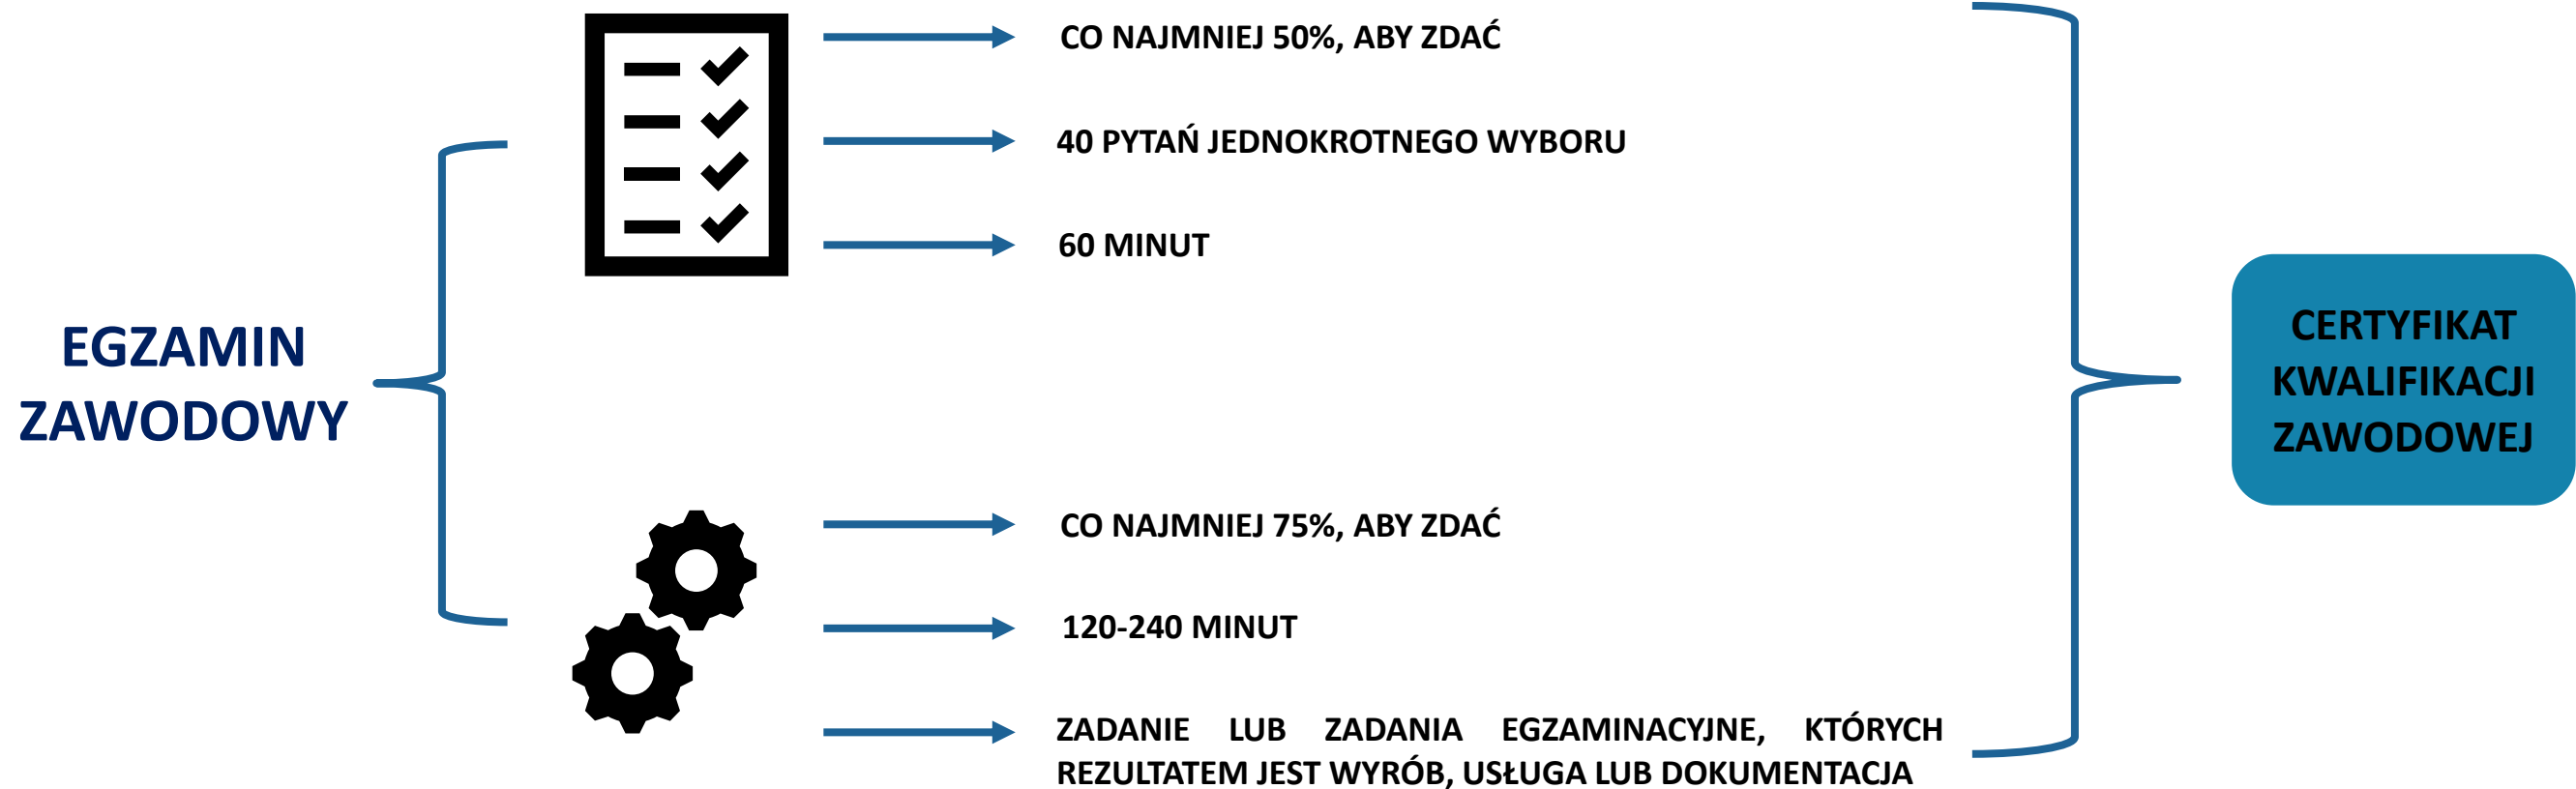 EGZAMIN
ZAWODOWY
CO NAJMNIEJ 50%, ABY ZDAĆ
40 PYTAŃ JEDNOKROTNEGO WYBORU
60 MINUT
CO NAJMNIEJ 75%, ABY ZDAĆ
120-240 MINUT
ZADANIE LUB ZADANIA EGZAMINACYJNE, KTÓRYCH
REZULTATEM JEST WYRÓB, USŁUGA LUB DOKUMENTACJA
CERTYFIKAT
KWALIFIKACJI
ZAWODOWEJ